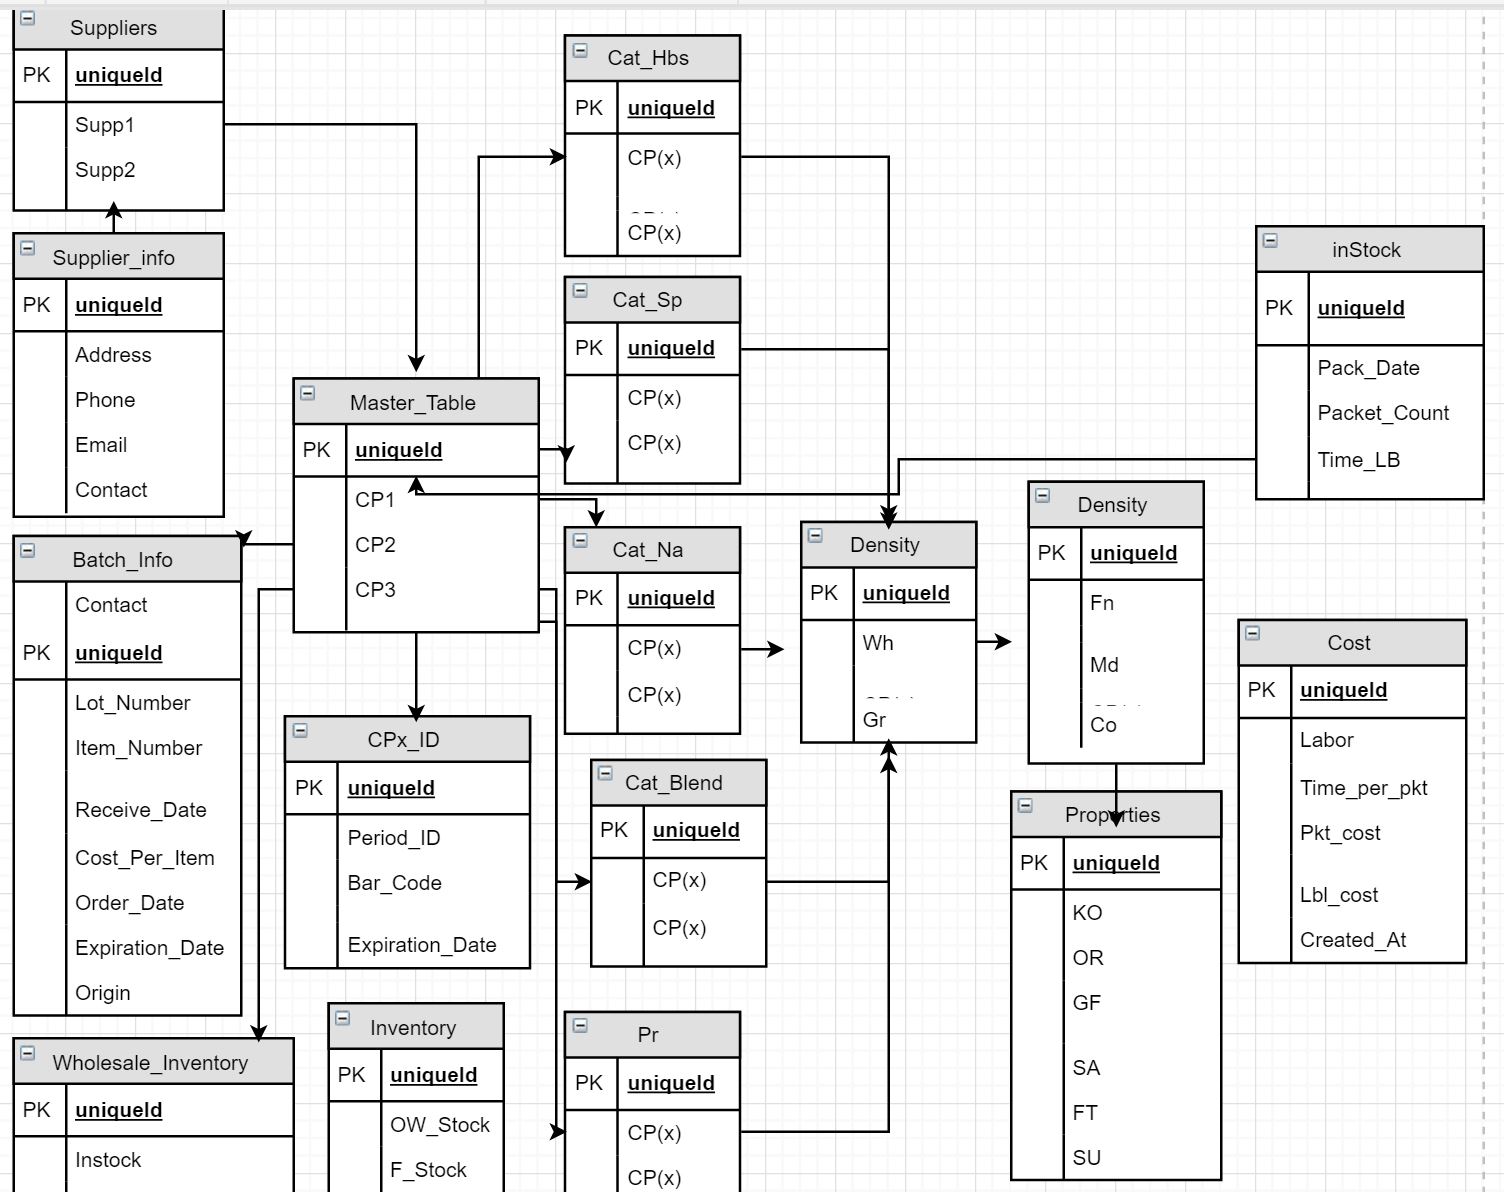 Suppliers
PK uniqueId
Supp1
Supp2
Supplier_info
PK uniqueId
Address
Phone
Email
Contact
Batch_Info
Contact
PK uniqueId
Lot_Number
Item_Number
Receive_Date
Cost_Per_Item
Order_Date
Expiration_Date
Origin
Wholesale_Inventory
PK uniqueId
Instock
Master_Table
PK uniqueId
CP1
CP2
CP3
CPx_ID
PK uniqueId
Period_ID
Bar_Code
Expiration_Date
Inventory
PK uniqueId
OW_Stock
F_Stock
Cat_Hbs
PK uniqueId
CP(x)
CP(x)
Cat_Sp
PK uniqueId
CP(x)
CP(x)
Cat_Na
PK uniqueId
CP(x)
CP(x)
Cat_Blend
PK uniqueId
CP(x)
CP(x)
Pr
PK uniqueId
CP(x)
CP(x)
Density
PK uniqueId
Wh
Gr
Density
PK uniqueId
Fn
Md
Co
Properties
PK uniqueId
KO
OR
GF
SA
FT
SU
inStock
PK uniqueId
Pack_Date
Packet_Count
Time_LB
Cost
PK uniqueId
Labor
Time_per_pkt
Pkt_cost
Lbl_cost
Created_At